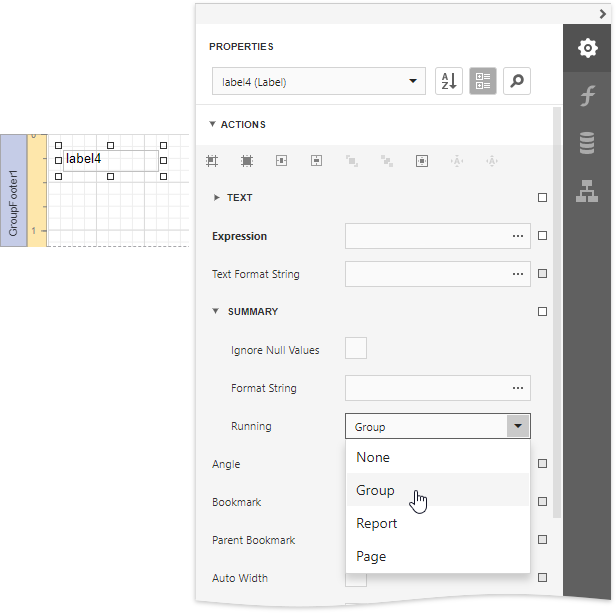 PROPERTIES
label4 (Label)
A
Z
ACTIONS
0
label4
GroupFooter1
1
TEXT
Expression
...
Text Format String
...
SUMMARY
Ignore Null Values
Format String
...
Running
Group
None
Angle
Group
Bookmark
Report
Parent Bookmark
Page
Auto Width